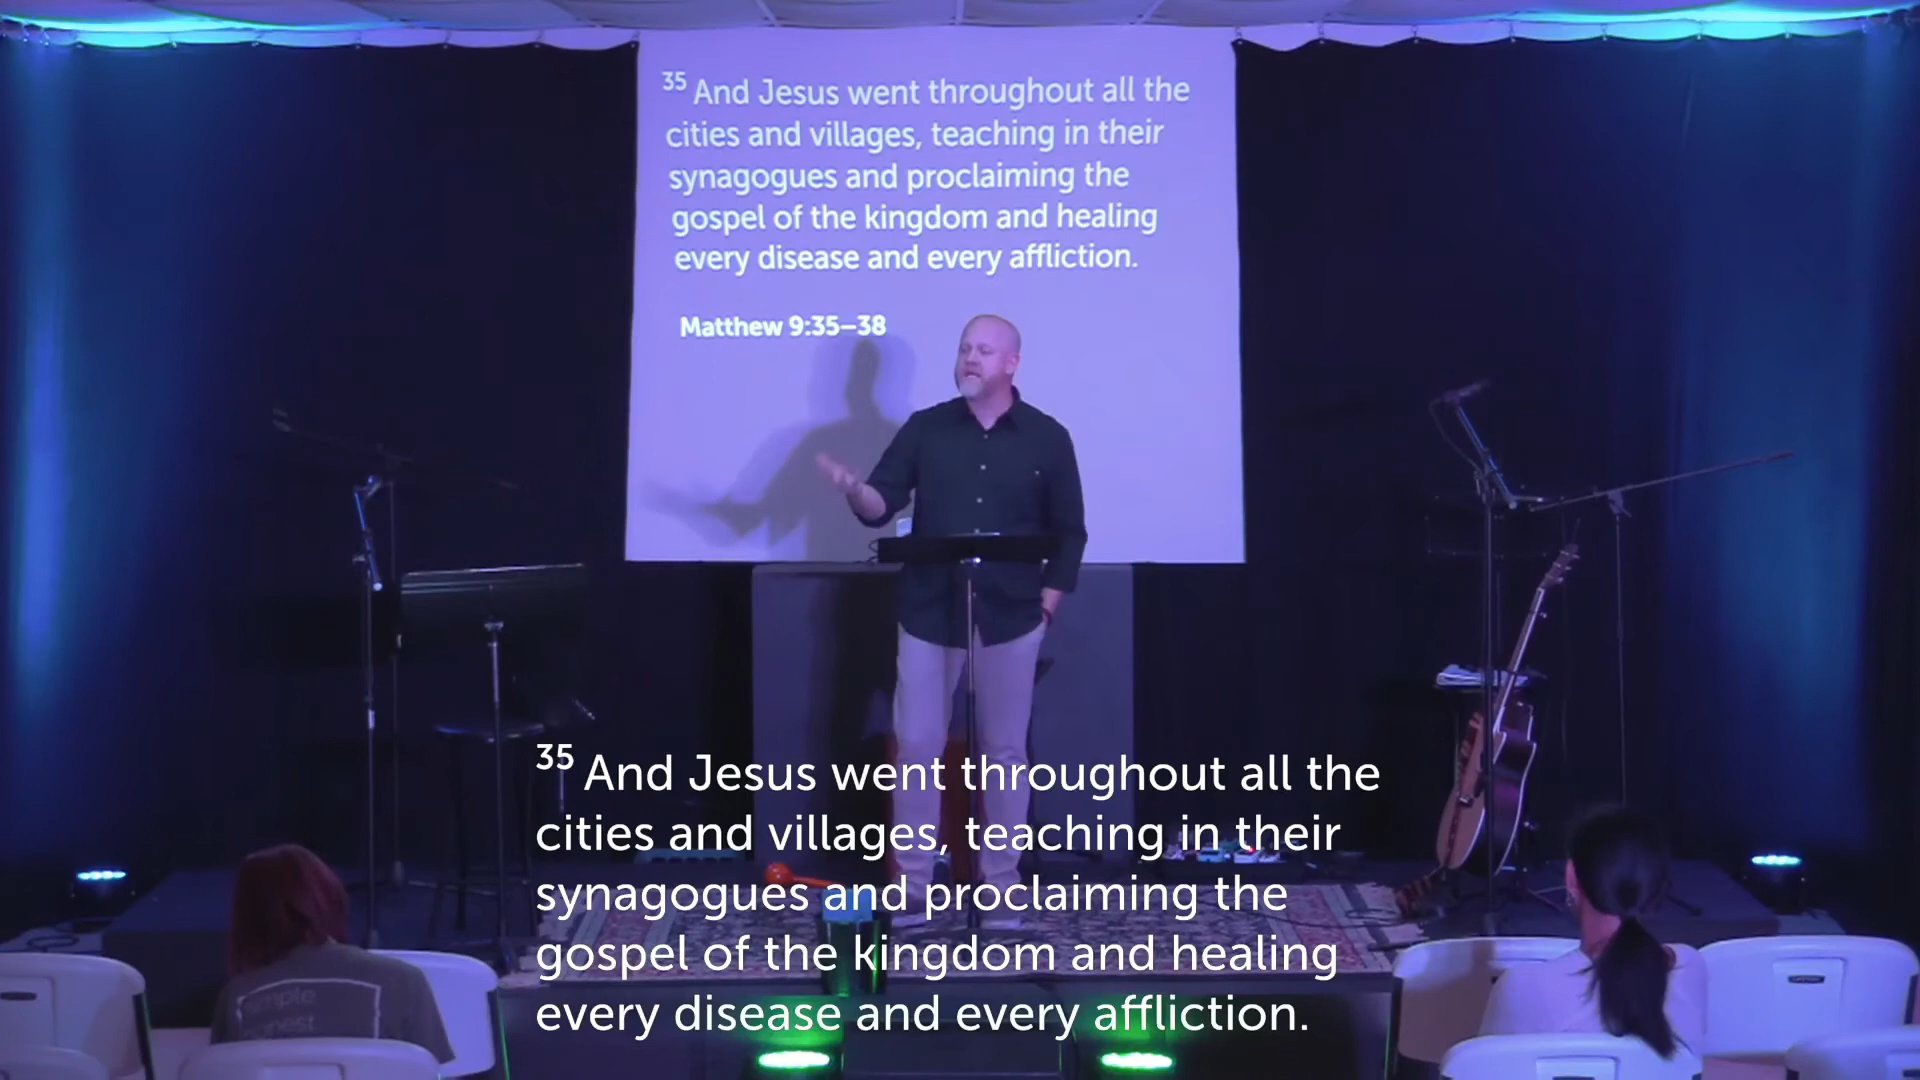 35 And Jesus went throughout all the
cities and villages, teaching in their
synagogues and proclaiming the
gospel of the kingdom and healing
every disease and every affliction.
Matthew 9:35–38
35 And Jesus went throughout all the
cities and villages, teaching in their
synagogues and proclaiming the
gospel of the kingdom and healing
every disease and every affliction.